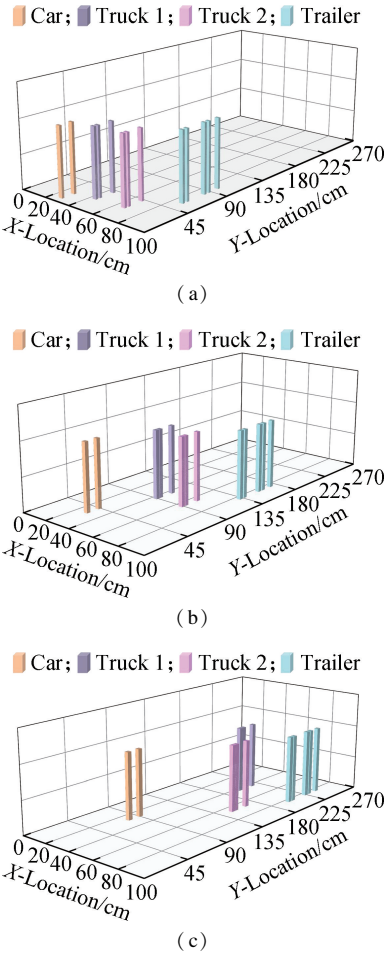 Car; Truck 1; Truck 2; Trailer
0 20 40 60 80 100
X-Location/cm
45 90 135 180 225 270
Y-Location/cm
(a)
Car; Truck 1; Truck 2; Trailer
0 20 40 60 80 100
X-Location/cm
45 90 135 180 225 270
Y-Location/cm
(b)
Car; Truck 1; Truck 2; Trailer
0 20 40 60 80 100
X-Location/cm
45 90 135 180 225 270
Y-Location/cm
(c)